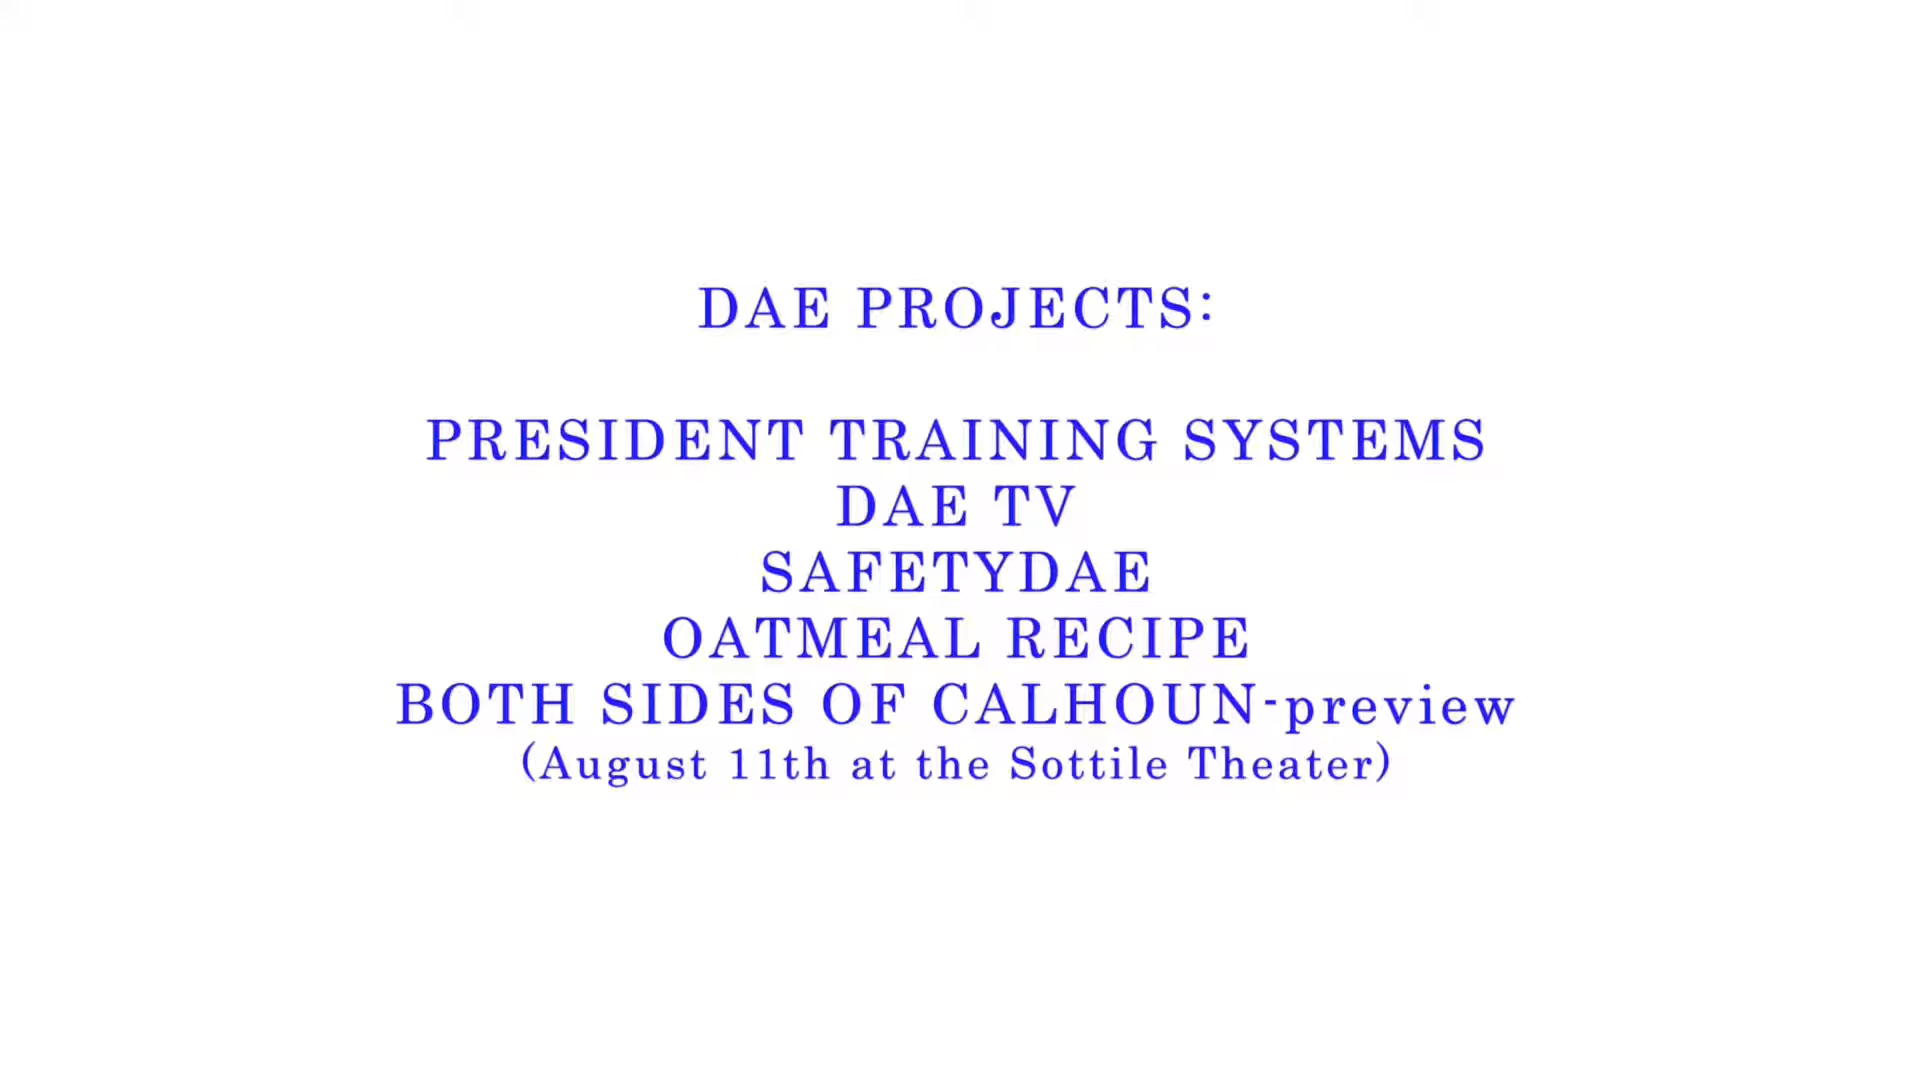 DAE PROJECTS:
PRESIDENT TRAINING SYSTEMS
DAE TV
SAFETYDAE
OATMEAL RECIPE
BOTH SIDES OF CALHOUN-preview
(August 11th at the Sottile Theater)